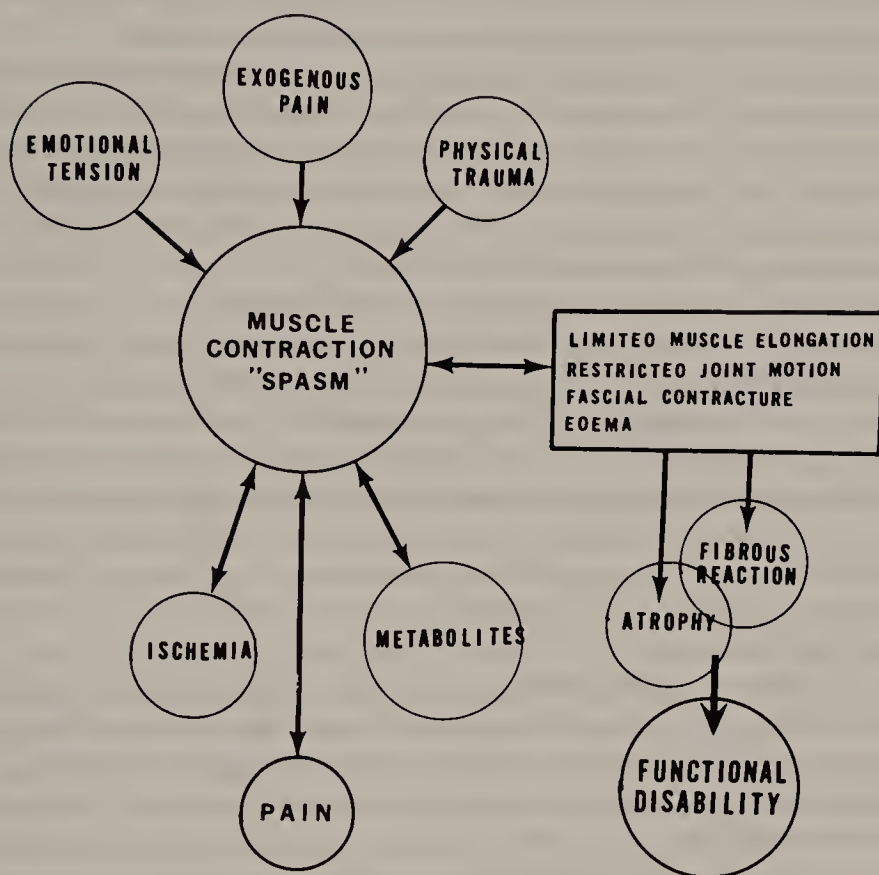 EXOGENOUS
PAIN
EMOTIONAL
TENSION
PHYSICAL
TRAUMA
MUSCLE
CONTRACTION
"SPASM"
LIMITEO MUSCLE ELONGATION
RESTRICTEO JOINT MOTION
FASCIAL CONTRACTURE
EOEMA
FIBROUS
REACTION
ATROPHY
ISCHEMIA
METABOLITES
PAIN
FUNCTIONAL
DISABILITY